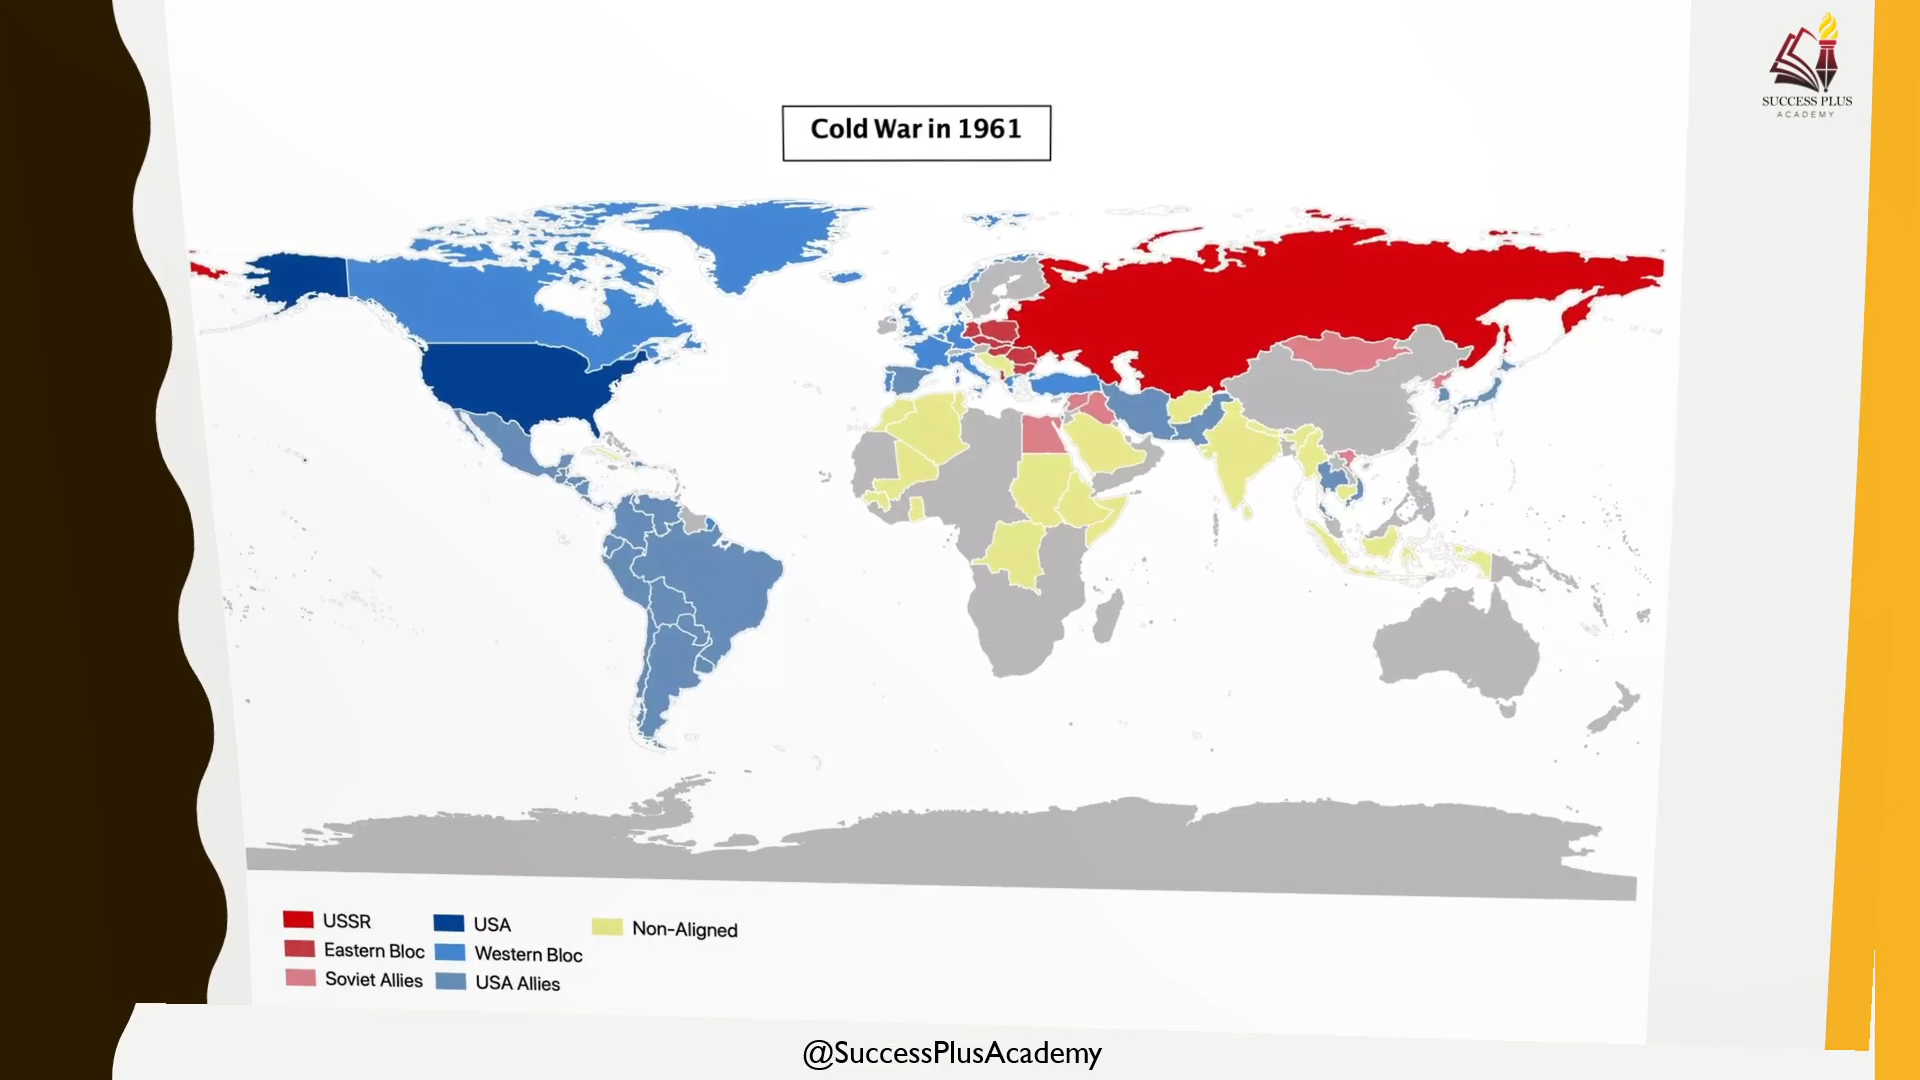 SUCCESS PLUS
ACADEMY
Cold War in 1961
USSR
USA
Non-Aligned
Eastern Bloc
Western Bloc
Soviet Allies
USA Allies
@SuccessPlusAcademy